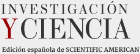 INVESTIGACIÓN
Y CIENCIA
Edición española de SCIENTIFIC AMERICAN